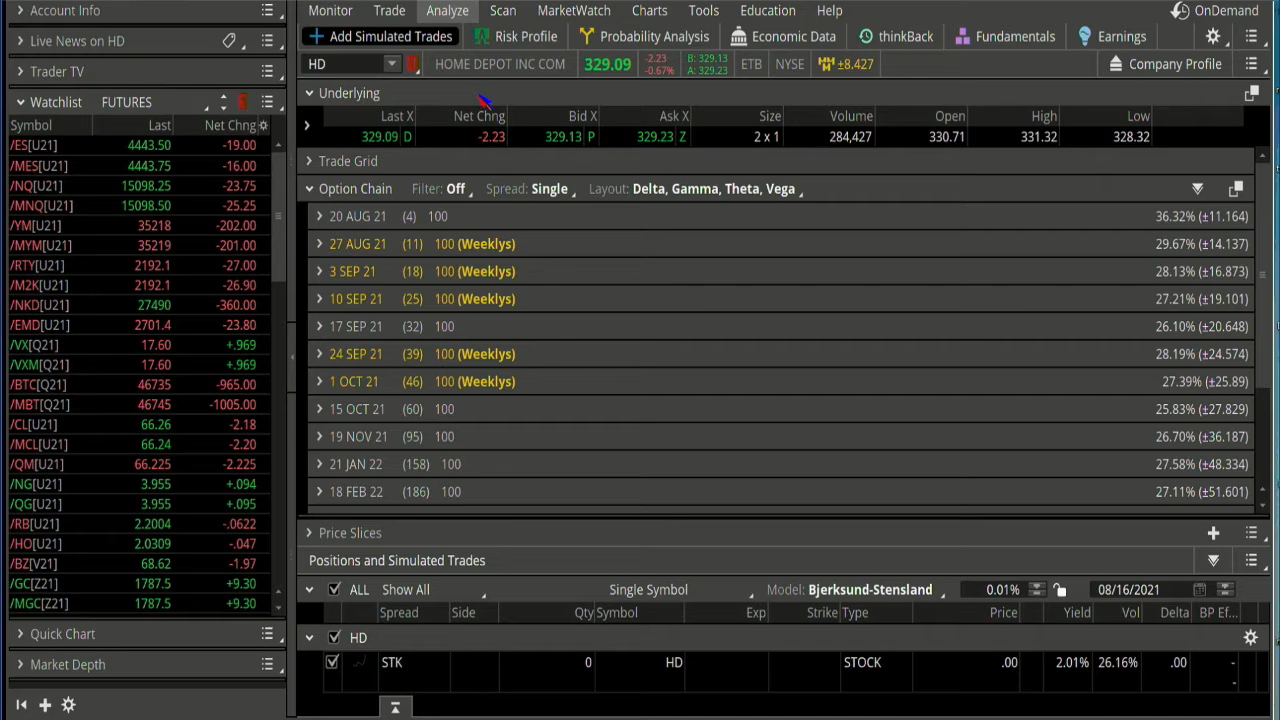 Account Info
Live News on HD
Trader TV
Watchlist FUTURES
Symbol Last Net Chng
/ES[U21] 4443.50 -19.00
/MES[U21] 4443.75 -16.00
/NQ[U21] 15098.25 -23.75
/MNQ[U21] 15098.50 -25.25
/YM[U21] 35218 -202.00
/MYM[U21] 35219 -201.00
/RTY[U21] 2192.1 -27.00
/M2K[U21] 2192.1 -26.90
/NKD[U21] 27490 -360.00
/EMD[U21] 2701.4 -23.80
/VX[Q21] 17.60 +.969
/VXM[Q21] 17.60 +.969
/BTC[Q21] 46735 -965.00
/MBT[Q21] 46745 -1005.00
/CL[U21] 66.26 -2.18
/MCL[U21] 66.24 -2.20
/QM[U21] 66.225 -2.225
/NG[U21] 3.955 +.094
/QG[U21] 3.955 +.095
/RB[U21] 2.2004 -.0622
/HO[U21] 2.0309 -.047
/BZ[V21] 68.62 -1.97
/GC[Z21] 1787.5 +9.30
/MGC[Z21] 1787.5 +9.30
Quick Chart
Market Depth
Monitor Trade Analyze Scan MarketWatch Charts Tools Education Help OnDemand
Add Simulated Trades Risk Profile Probability Analysis Economic Data thinkBack Fundamentals Earnings
HD HOME DEPOT INC COM 329.09 -2.23 -0.67% B: 329.13 A: 329.23 ETB NYSE ±8.427 Company Profile
Underlying
Last X Net Chng Bid X Ask X Size Volume Open High Low
329.09 D -2.23 329.13 P 329.23 Z 2 x 1 284,427 330.71 331.32 328.32
Trade Grid
Option Chain Filter: Off Spread: Single Layout: Delta, Gamma, Theta, Vega
20 AUG 21 (4) 100 36.32% (±11.164)
27 AUG 21 (11) 100 (Weeklys) 29.67% (±14.137)
3 SEP 21 (18) 100 (Weeklys) 28.13% (±16.873)
10 SEP 21 (25) 100 (Weeklys) 27.21% (±19.101)
17 SEP 21 (32) 100 26.10% (±20.648)
24 SEP 21 (39) 100 (Weeklys) 28.19% (±24.574)
1 OCT 21 (46) 100 (Weeklys) 27.39% (±25.89)
15 OCT 21 (60) 100 25.83% (±27.829)
19 NOV 21 (95) 100 26.70% (±36.187)
21 JAN 22 (158) 100 27.58% (±48.334)
18 FEB 22 (186) 100 27.11% (±51.601)
Price Slices
Positions and Simulated Trades
ALL Show All Single Symbol Model: Bjerksund-Stensland 0.01% 08/16/2021
Spread Side Qty Symbol Exp Strike Type Price Yield Vol Delta BP Ef...
HD
STK 0 HD STOCK .00 2.01% 26.16% .00 -
-